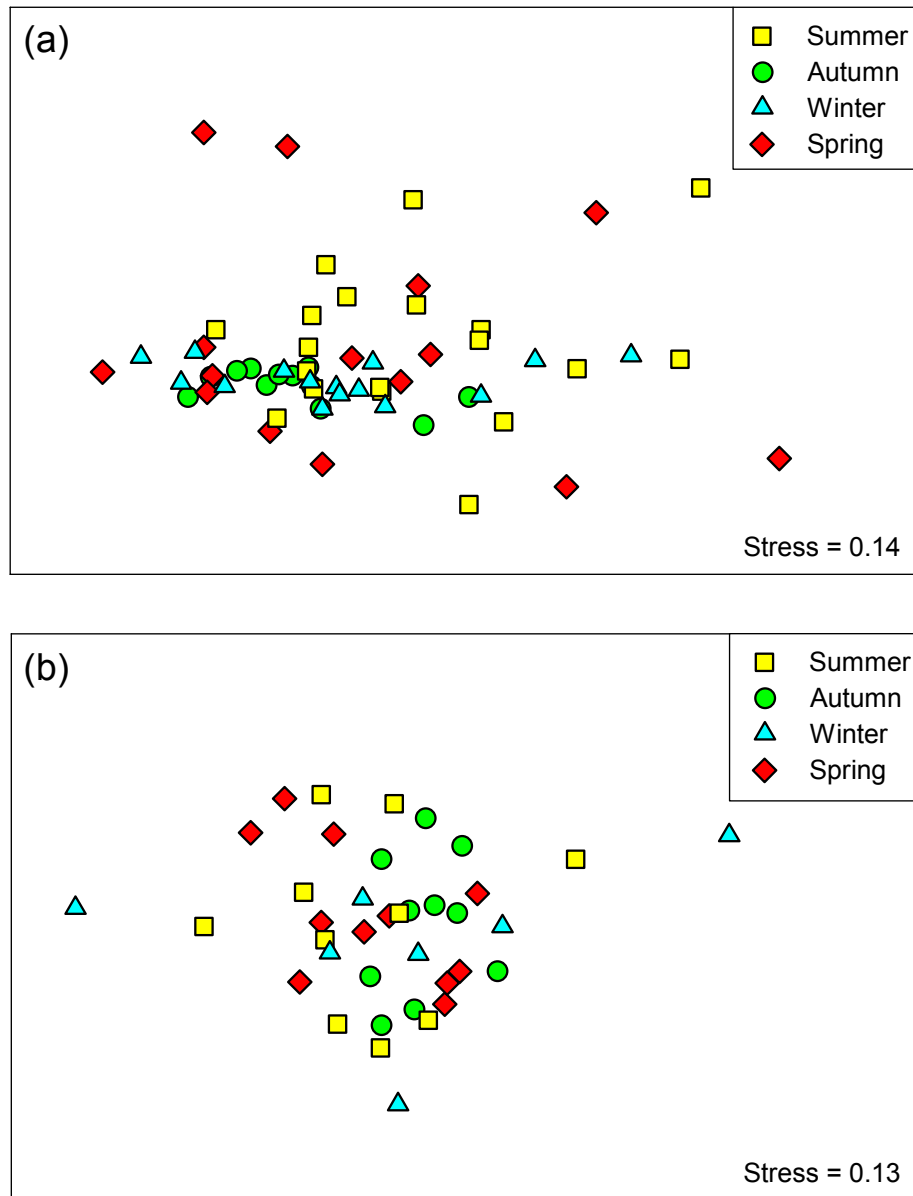 (a)
Summer
Autumn
Winter
Spring
Stress = 0.14
(b)
Summer
Autumn
Winter
Spring
Stress = 0.13